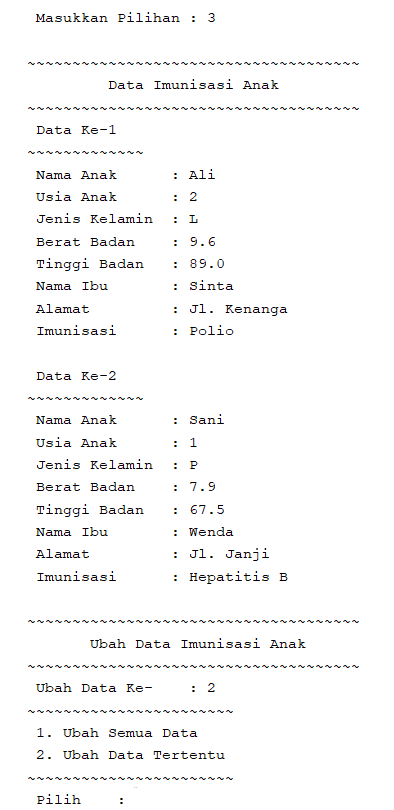 Masukkan Pilihan : 3
~~~~~~~~~~~~~~~~~~~~~~~~~~~~~~~~~~~~~
Data Imunisasi Anak
~~~~~~~~~~~~~~~~~~~~~~~~~~~~~~~~~~~~~
Data Ke-1
~~~~~~~~~~~~~
Nama Anak      : Ali
Usia Anak      : 2
Jenis Kelamin  : L
Berat Badan    : 9.6
Tinggi Badan   : 89.0
Nama Ibu       : Sinta
Alamat         : Jl. Kenanga
Imunisasi      : Polio
Data Ke-2
~~~~~~~~~~~~~
Nama Anak      : Sani
Usia Anak      : 1
Jenis Kelamin  : P
Berat Badan    : 7.9
Tinggi Badan   : 67.5
Nama Ibu       : Wenda
Alamat         : Jl. Janji
Imunisasi      : Hepatitis B
~~~~~~~~~~~~~~~~~~~~~~~~~~~~~~~~~~~~~
Ubah Data Imunisasi Anak
~~~~~~~~~~~~~~~~~~~~~~~~~~~~~~~~~~~~~
Ubah Data Ke-    : 2
~~~~~~~~~~~~~~~~~~~~~~~
1. Ubah Semua Data
2. Ubah Data Tertentu
~~~~~~~~~~~~~~~~~~~~~~~
Pilih    :